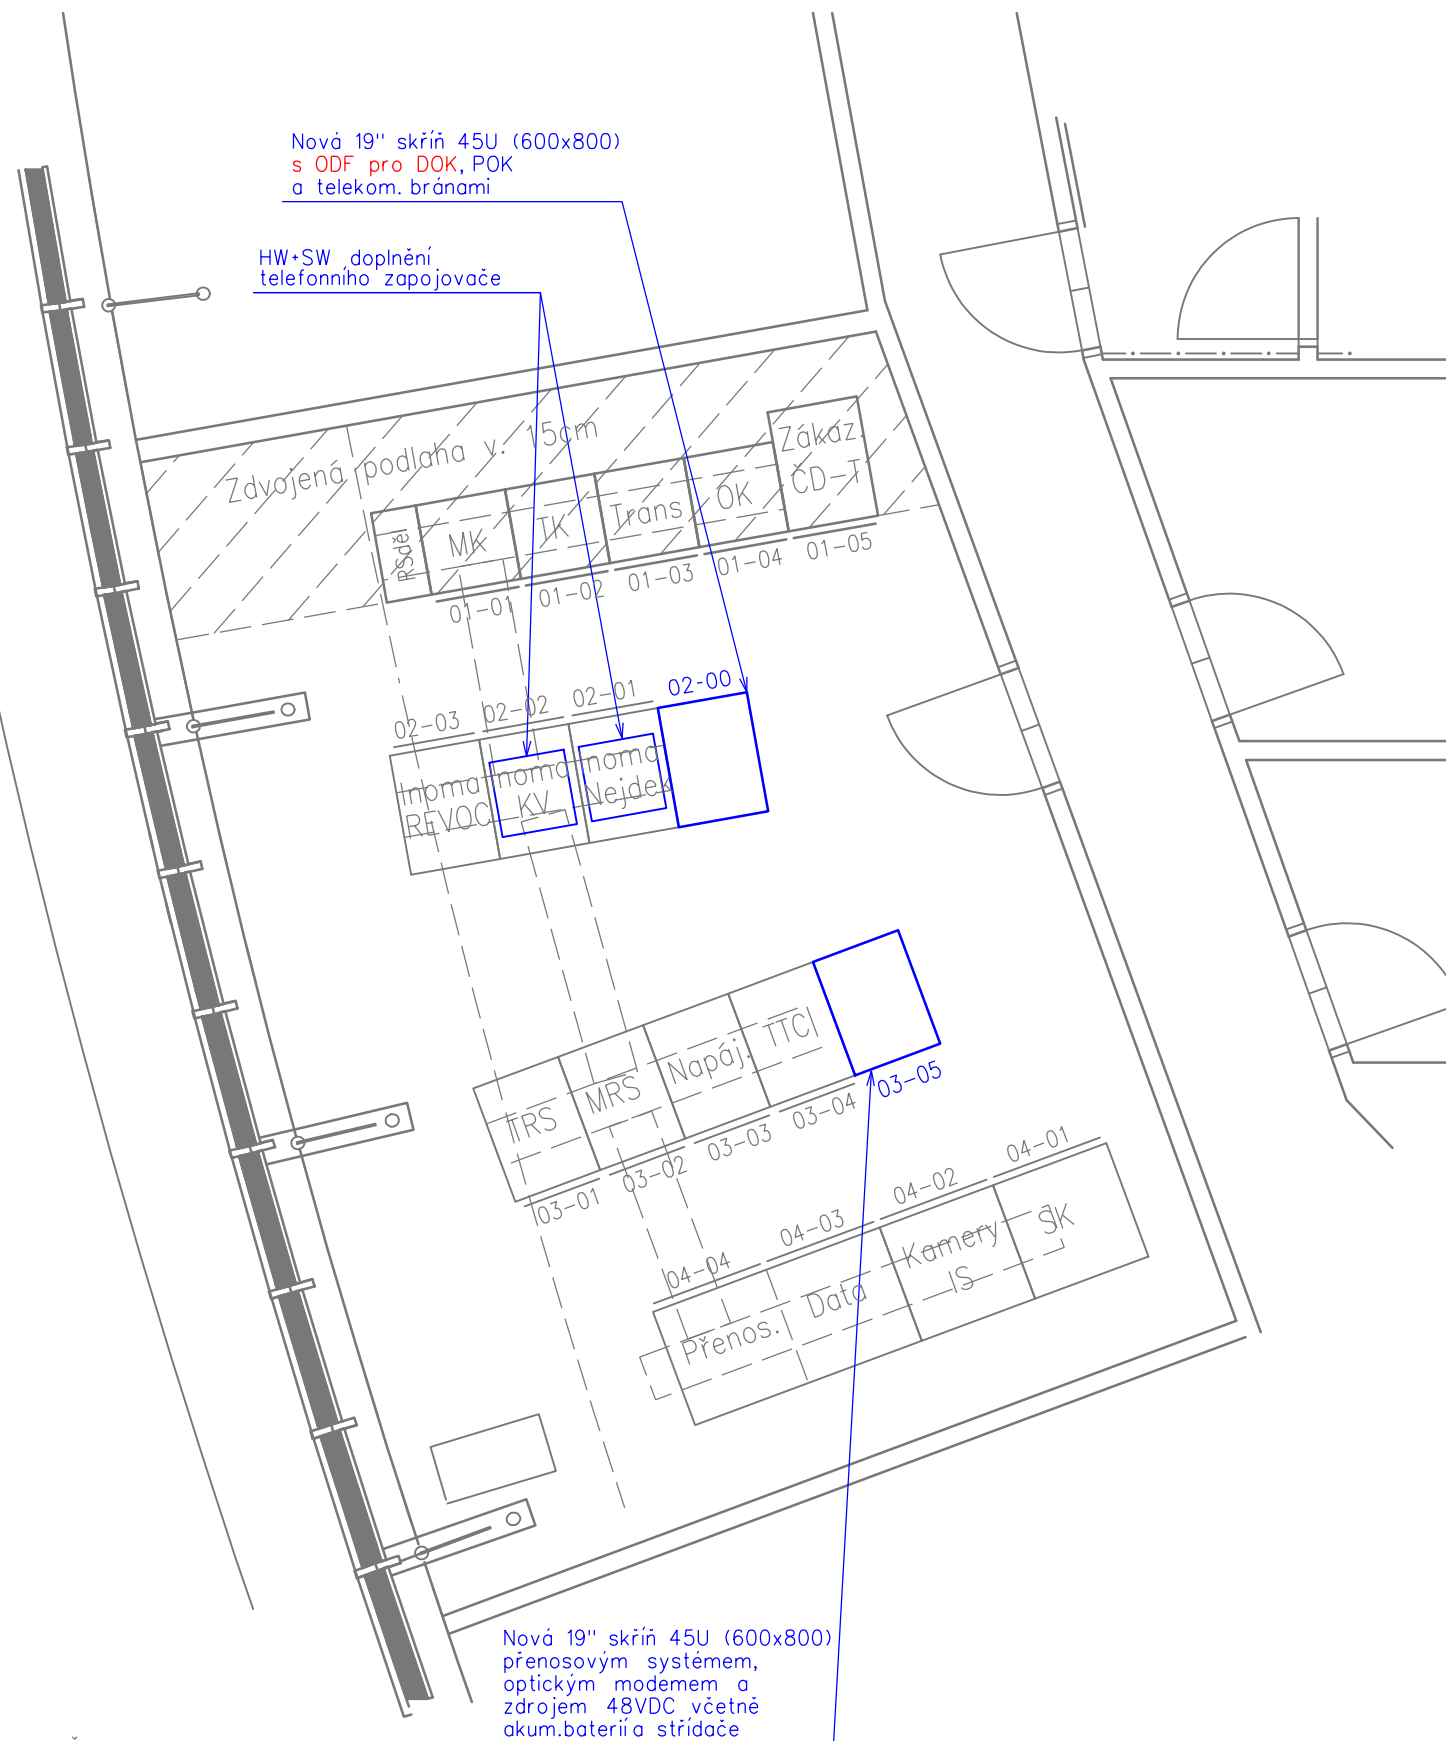 Nová 19" skříň 45U (600x800)
s ODF pro DOK, POK
a telekom. bránami
HW+SW doplnění
telefonního zapojovače
Zdvojená podlaha v. 15cm
RSděl
MK
TK
Trans
OK
Zákaz.
ČD-T
01-01
01-02
01-03
01-04
01-05
02-03
02-02
02-01
02-00
Inoma
REVOC
Inoma
KV
Inoma
Nejdek
TRS
MRS
Napáj.
TTC
03-01
03-02
03-03
03-04
03-05
04-04
04-03
04-02
04-01
Přenos.
Data
Kamery
IS
SK
Nová 19" skříň 45U (600x800)
přenosovým systémem,
optickým modemem a
zdrojem 48VDC včetně
akum.baterií a střídače